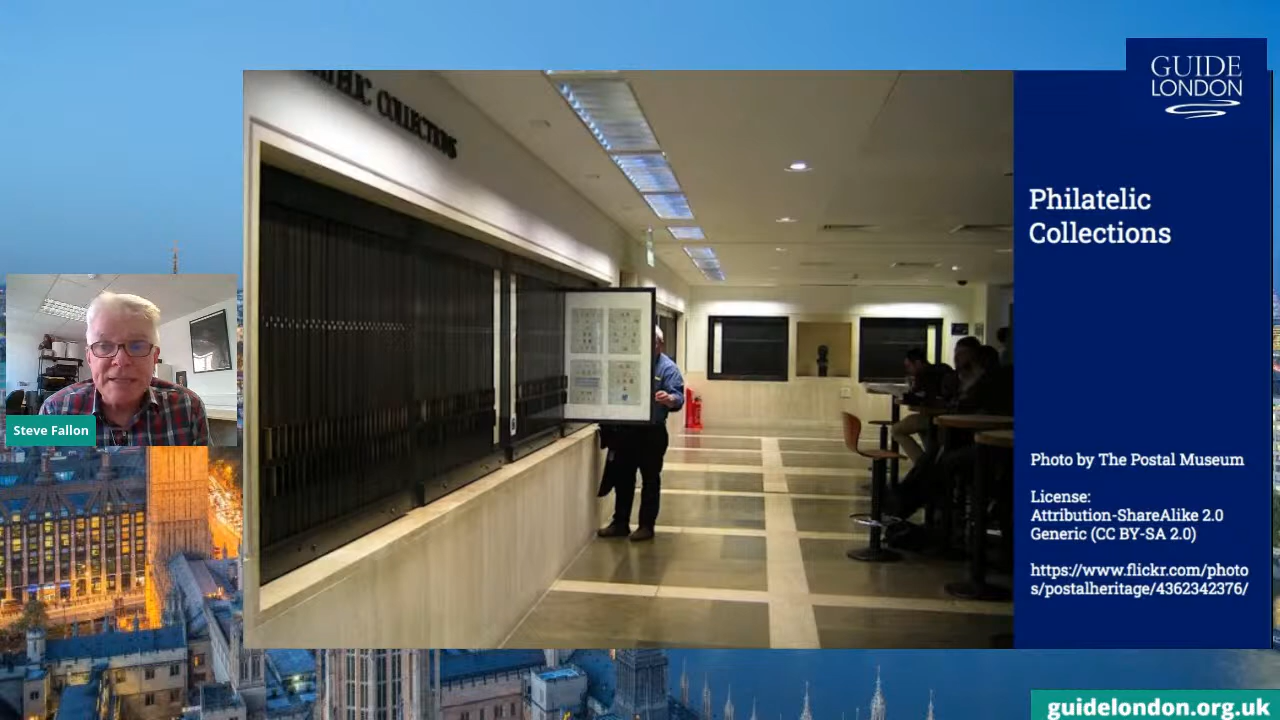 GUIDE
LONDON
COLLECTIONS
Philatelic
Collections
Steve Fallon
Photo by The Postal Museum
License:
Attribution-ShareAlike 2.0
Generic (CC BY-SA 2.0)
https://www.flickr.com/photo
s/postalheritage/4362342376/
guidelondon.org.uk